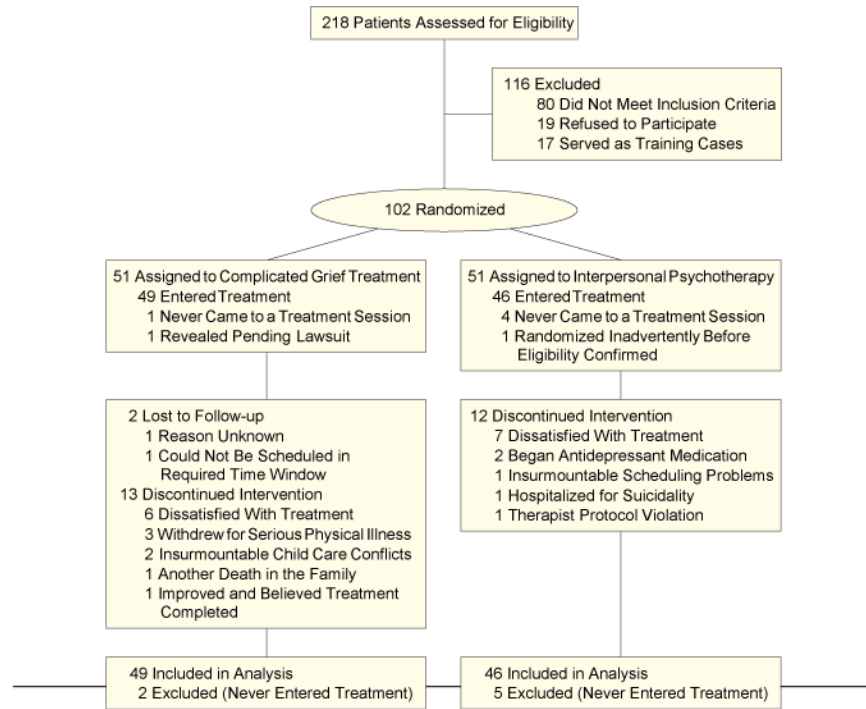 218 Patients Assessed for Eligibility
116 Excluded
80 Did Not Meet Inclusion Criteria
19 Refused to Participate
17 Served as Training Cases
102 Randomized
51 Assigned to Complicated Grief Treatment
49 Entered Treatment
1 Never Came to a Treatment Session
1 Revealed Pending Lawsuit
51 Assigned to Interpersonal Psychotherapy
46 Entered Treatment
4 Never Came to a Treatment Session
1 Randomized Inadvertently Before
Eligibility Confirmed
2 Lost to Follow-up
1 Reason Unknown
1 Could Not Be Scheduled in
Required Time Window
13 Discontinued Intervention
6 Dissatisfied With Treatment
3 Withdrew for Serious Physical Illness
2 Insurmountable Child Care Conflicts
1 Another Death in the Family
1 Improved and Believed Treatment
Completed
12 Discontinued Intervention
7 Dissatisfied With Treatment
2 Began Antidepressant Medication
1 Insurmountable Scheduling Problems
1 Hospitalized for Suicidality
1 Therapist Protocol Violation
49 Included in Analysis
2 Excluded (Never Entered Treatment)
46 Included in Analysis
5 Excluded (Never Entered Treatment)